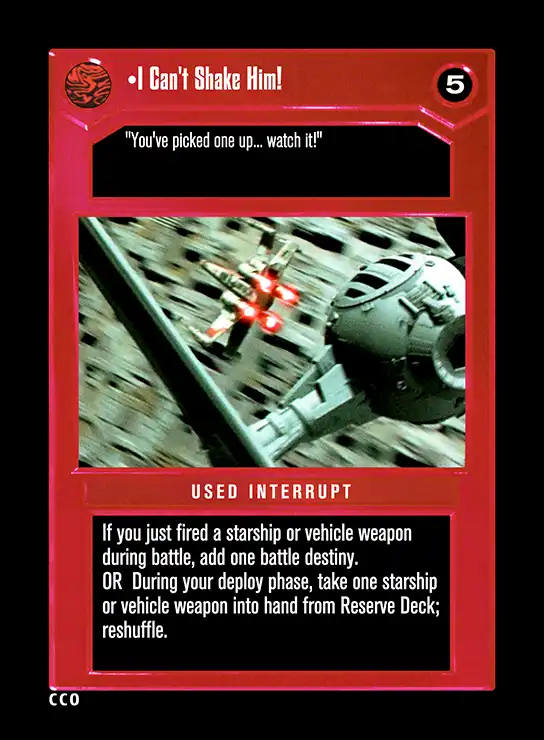 •I Can't Shake Him!
5
"You've picked one up... watch it!"
USED INTERRUPT
If you just fired a starship or vehicle weapon
during battle, add one battle destiny.
OR  During your deploy phase, take one starship
or vehicle weapon into hand from Reserve Deck;
reshuffle.
CCO